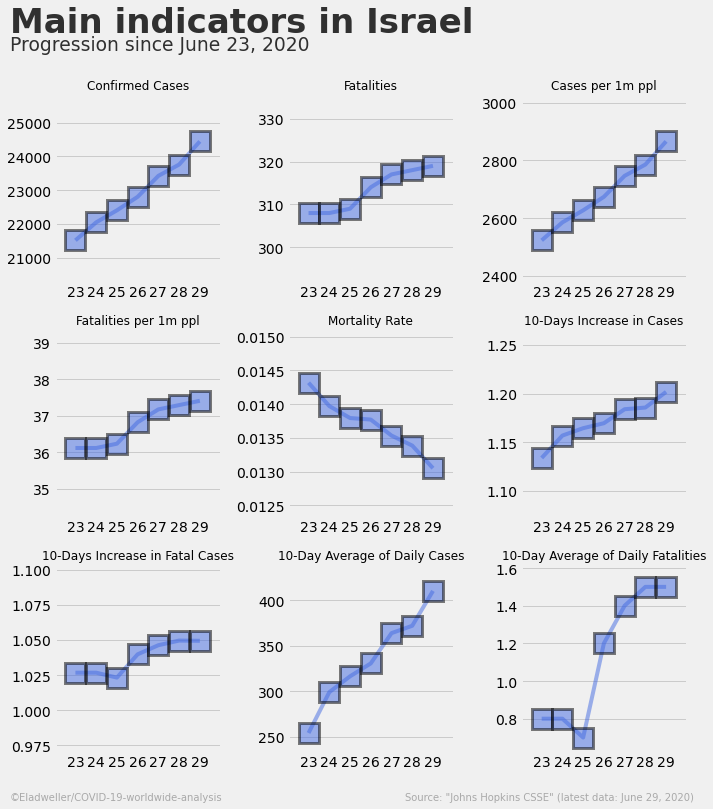 Main indicators in Israel
Progression since June 23, 2020
Confirmed Cases
25000
24000
23000
22000
21000
23 24 25 26 27 28 29
Fatalities
330
320
310
300
23 24 25 26 27 28 29
Cases per 1m ppl
3000
2800
2600
2400
23 24 25 26 27 28 29
Fatalities per 1m ppl
39
38
37
36
35
23 24 25 26 27 28 29
Mortality Rate
0.0150
0.0145
0.0140
0.0135
0.0130
0.0125
23 24 25 26 27 28 29
10-Days Increase in Cases
1.25
1.20
1.15
1.10
23 24 25 26 27 28 29
10-Days Increase in Fatal Cases
1.100
1.075
1.050
1.025
1.000
0.975
23 24 25 26 27 28 29
10-Day Average of Daily Cases
400
350
300
250
23 24 25 26 27 28 29
10-Day Average of Daily Fatalities
1.6
1.4
1.2
1.0
0.8
23 24 25 26 27 28 29
©Eladweller/COVID-19-worldwide-analysis
Source: "Johns Hopkins CSSE" (latest data: June 29, 2020)